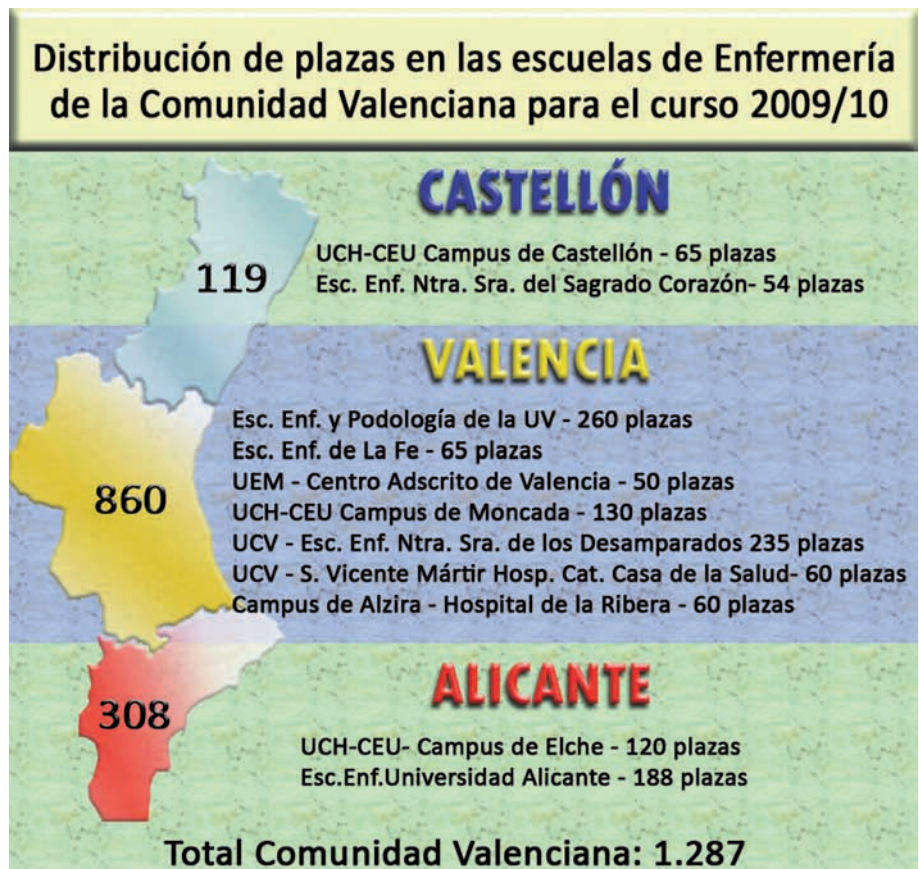 Distribución de plazas en las escuelas de Enfermería
de la Comunidad Valenciana para el curso 2009/10
CASTELLÓN
119
UCH-CEU Campus de Castellón - 65 plazas
Esc. Enf. Ntra. Sra. del Sagrado Corazón- 54 plazas
VALENCIA
860
Esc. Enf. y Podología de la UV - 260 plazas
Esc. Enf. de La Fe - 65 plazas
UEM - Centro Adscrito de Valencia - 50 plazas
UCH-CEU Campus de Moncada - 130 plazas
UCV - Esc. Enf. Ntra. Sra. de los Desamparados 235 plazas
UCV - S. Vicente Mártir Hosp. Cat. Casa de la Salud- 60 plazas
Campus de Alzira - Hospital de la Ribera - 60 plazas
ALICANTE
308
UCH-CEU- Campus de Elche - 120 plazas
Esc.Enf.Universidad Alicante - 188 plazas
Total Comunidad Valenciana: 1.287